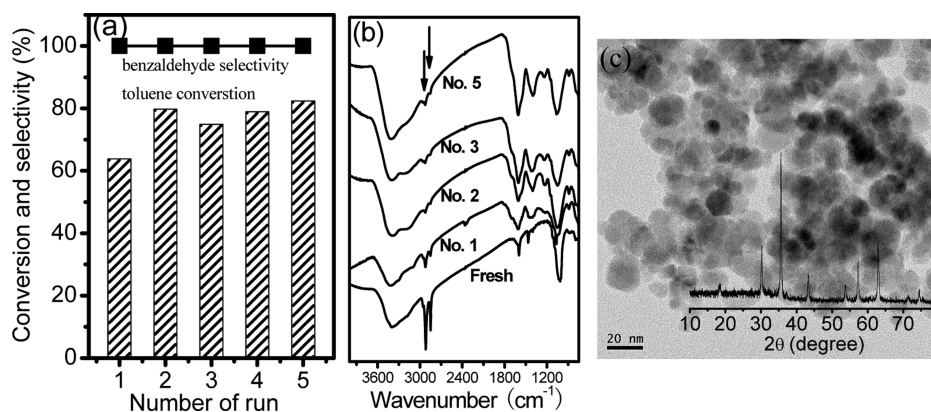 (a)
Conversion and selectivity (%)
100
80
60
40
20
0
benzaldehyde selectivity
toluene converstion
1 2 3 4 5
Number of run
(b)
No. 5
No. 3
No. 2
No. 1
Fresh
3600 3000 2400 1800 1200
Wavenumber (cm-1)
(c)
20 nm
10 20 30 40 50 60 70
2θ (degree)